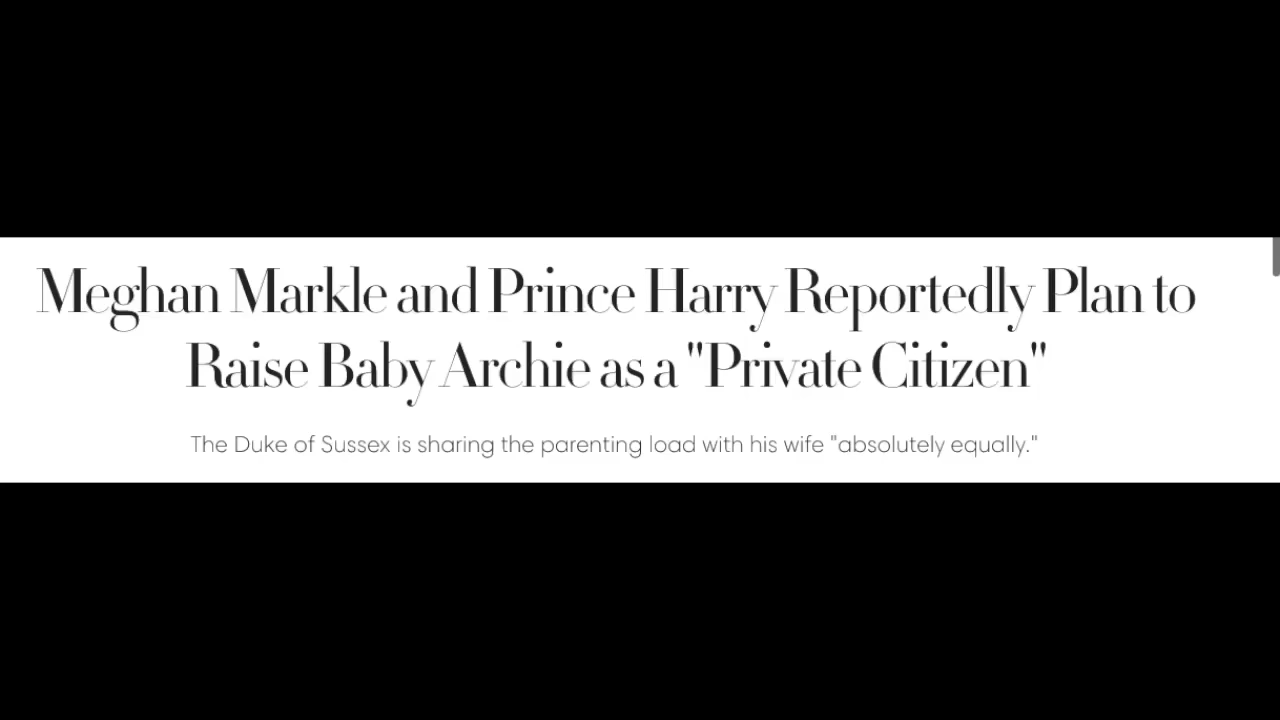 Meghan Markle and Prince Harry Reportedly Plan to
Raise Baby Archie as a "Private Citizen"
The Duke of Sussex is sharing the parenting load with his wife "absolutely equally."